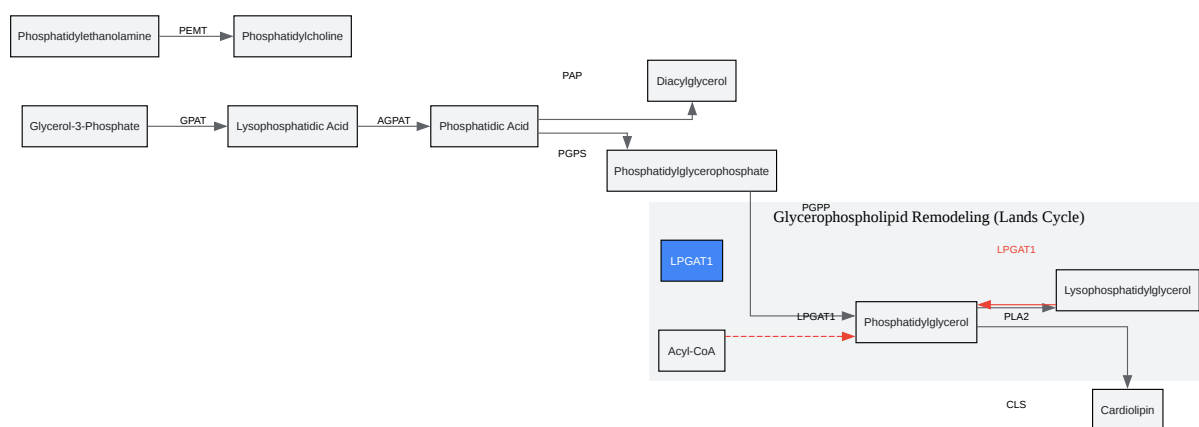 Phosphatidylethanolamine
PEMT
Phosphatidylcholine
PAP
Diacylglycerol
Glycerol-3-Phosphate
GPAT
Lysophosphatidic Acid
AGPAT
Phosphatidic Acid
PGPS
Phosphatidylglycerophosphate
PGPP
Glycerophospholipid Remodeling (Lands Cycle)
LPGAT1
LPGAT1
Lysophosphatidylglycerol
LPGAT1
Phosphatidylglycerol
PLA2
Acyl-CoA
CLS
Cardiolipin